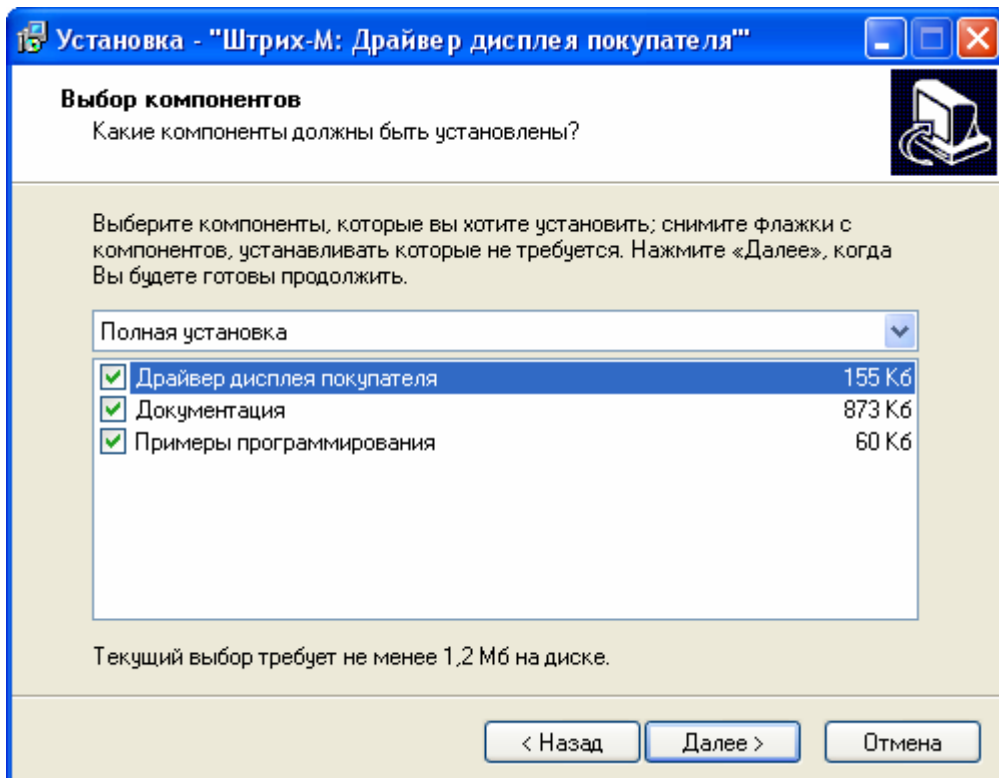 Установка - "Штрих-М: Драйвер дисплея покупателя'"
Выбор компонентов
Какие компоненты должны быть установлены?
Выберите компоненты, которые вы хотите установить; снимите флажки с
компонентов, устанавливать которые не требуется. Нажмите «Далее», когда
Вы будете готовы продолжить.
Полная установка
Драйвер дисплея покупателя 155 Кб
Документация 873 Кб
Примеры программирования 60 Кб
Текущий выбор требует не менее 1,2 Мб на диске.
< Назад Далее > Отмена